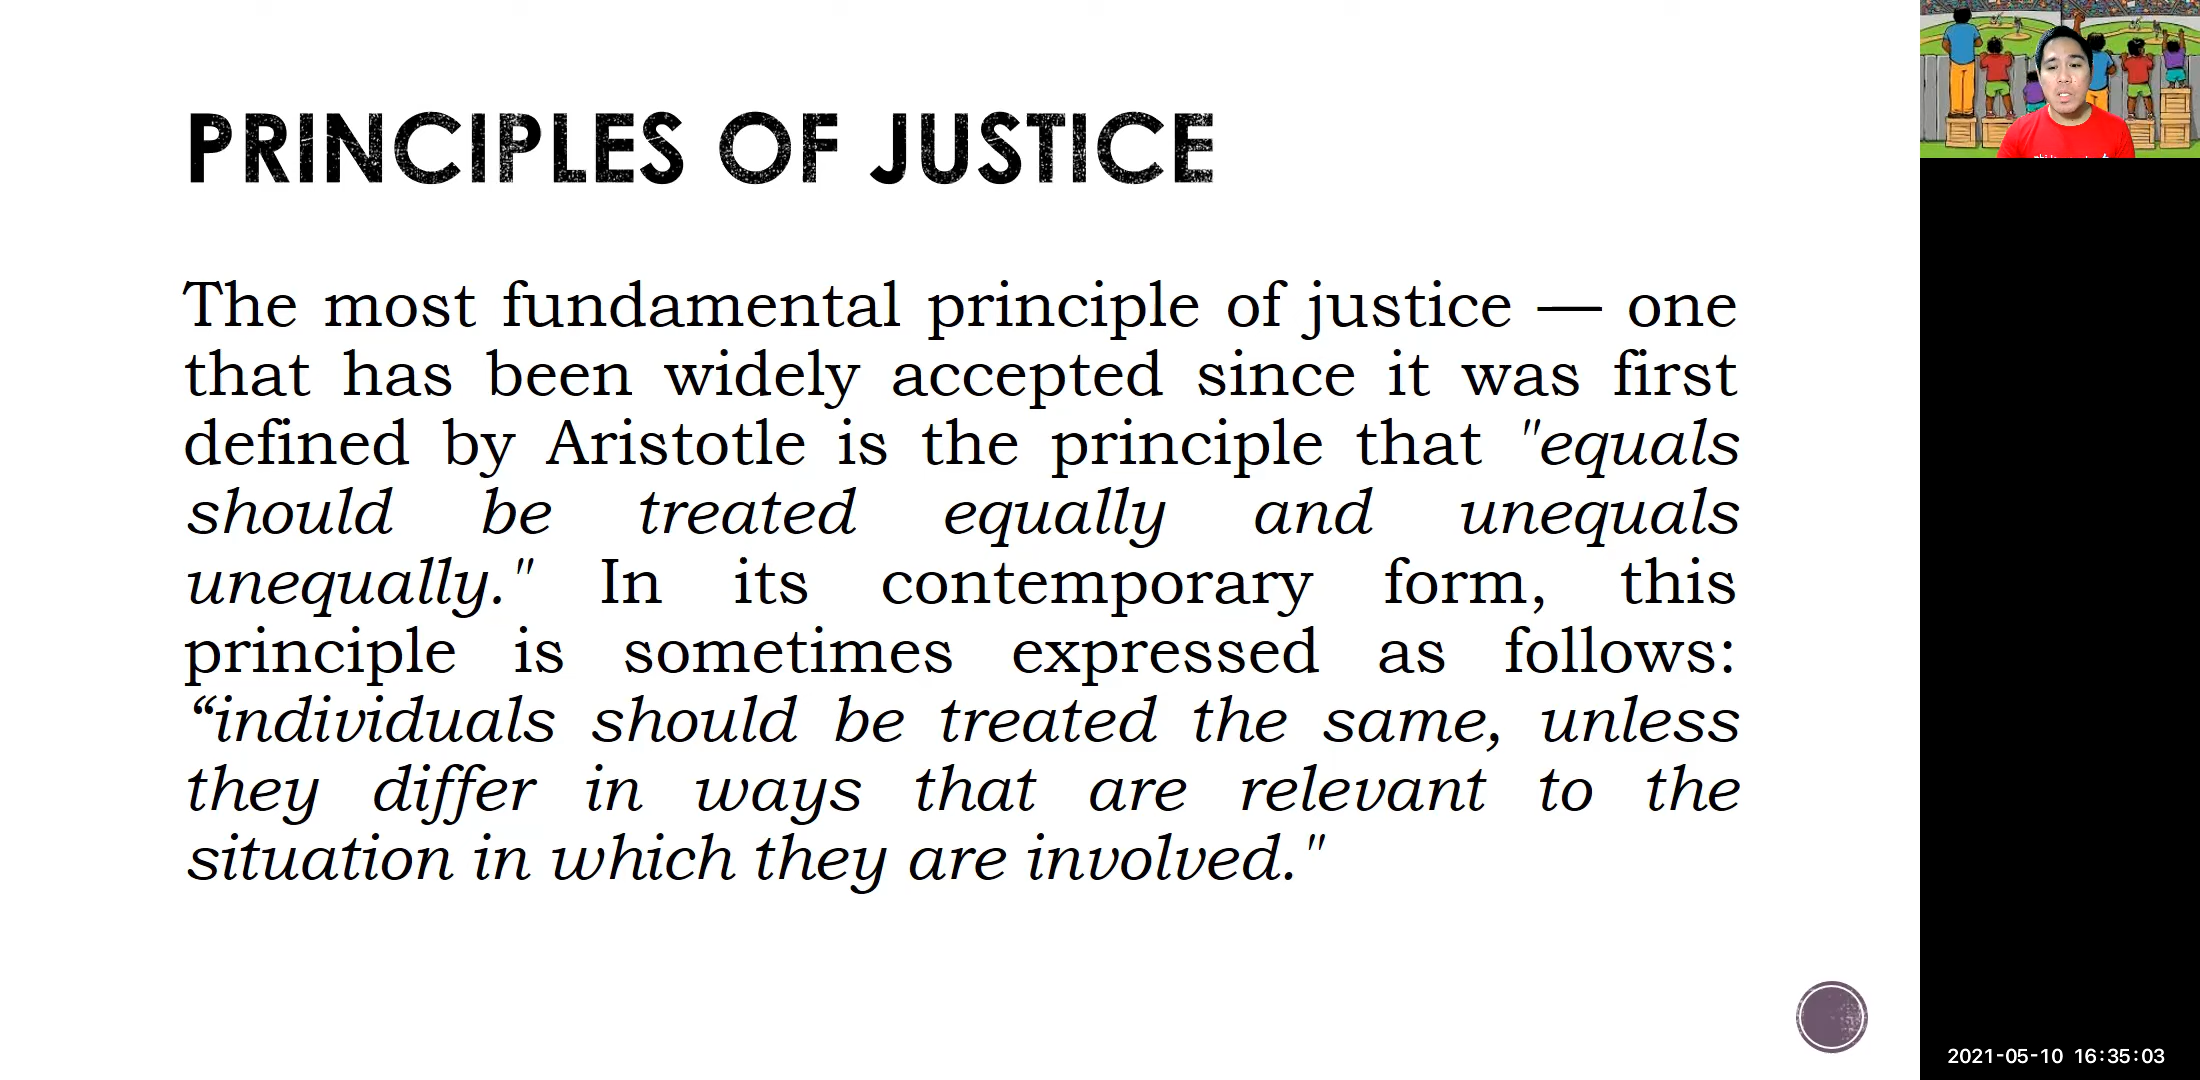 PRINCIPLES OF JUSTICE
The most fundamental principle of justice — one
that has been widely accepted since it was first
defined by Aristotle is the principle that "equals
should be treated equally and unequals
unequally." In its contemporary form, this
principle is sometimes expressed as follows:
“individuals should be treated the same, unless
they differ in ways that are relevant to the
situation in which they are involved."
2021-05-10 16:35:03